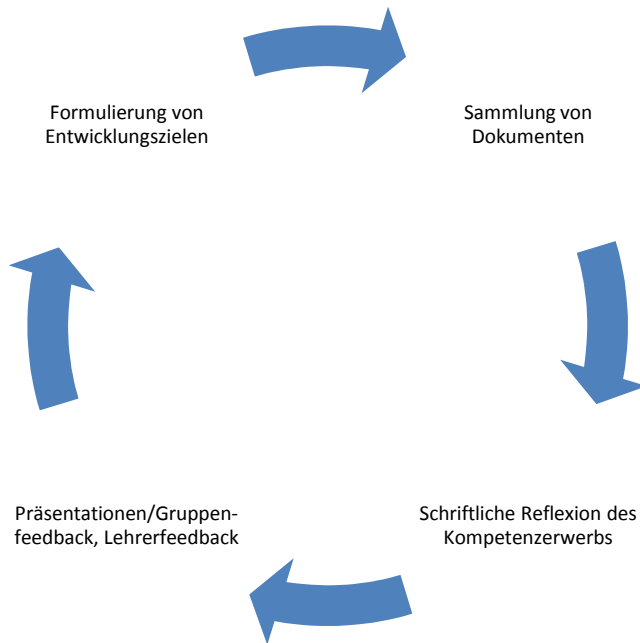 Formulierung von
Entwicklungszielen
Sammlung von
Dokumenten
Schriftliche Reflexion des
Kompetenzerwerbs
Präsentationen/Gruppen-
feedback, Lehrerfeedback